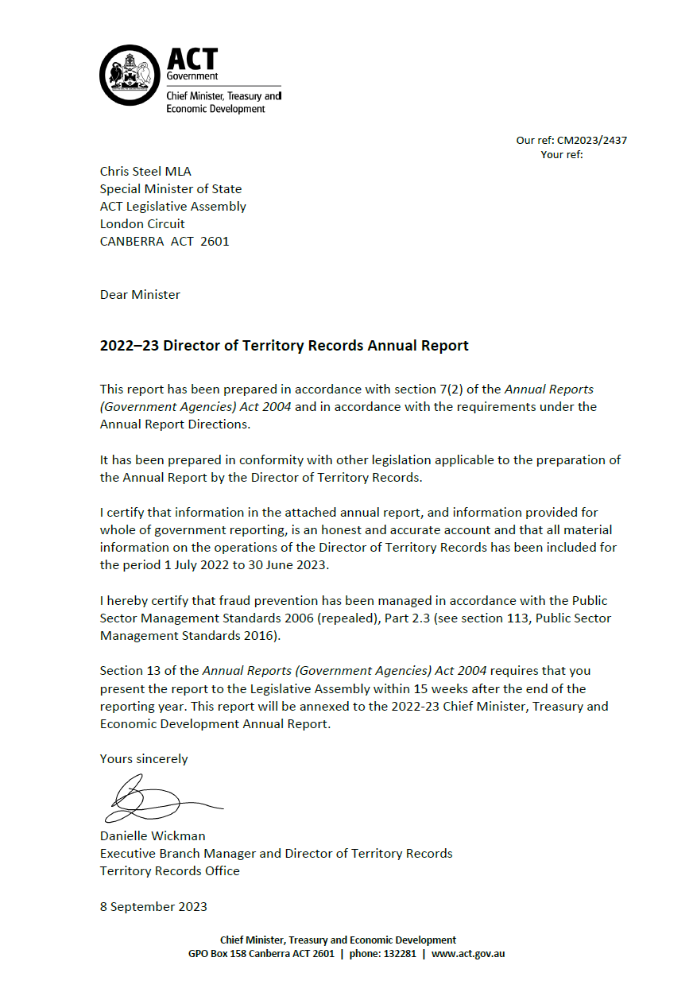 ACT
Government
Chief Minister, Treasury and
Economic Development
Our ref: CM2023/2437
Your ref:
Chris Steel MLA
Special Minister of State
ACT Legislative Assembly
London Circuit
CANBERRA  ACT  2601
Dear Minister
2022–23 Director of Territory Records Annual Report
This report has been prepared in accordance with section 7(2) of the Annual Reports
(Government Agencies) Act 2004 and in accordance with the requirements under the
Annual Report Directions.
It has been prepared in conformity with other legislation applicable to the preparation of
the Annual Report by the Director of Territory Records.
I certify that information in the attached annual report, and information provided for
whole of government reporting, is an honest and accurate account and that all material
information on the operations of the Director of Territory Records has been included for
the period 1 July 2022 to 30 June 2023.
I hereby certify that fraud prevention has been managed in accordance with the Public
Sector Management Standards 2006 (repealed), Part 2.3 (see section 113, Public Sector
Management Standards 2016).
Section 13 of the Annual Reports (Government Agencies) Act 2004 requires that you
present the report to the Legislative Assembly within 15 weeks after the end of the
reporting year. This report will be annexed to the 2022-23 Chief Minister, Treasury and
Economic Development Annual Report.
Yours sincerely
Danielle Wickman
Executive Branch Manager and Director of Territory Records
Territory Records Office
8 September 2023
Chief Minister, Treasury and Economic Development
GPO Box 158 Canberra ACT 2601 | phone: 132281 | www.act.gov.au